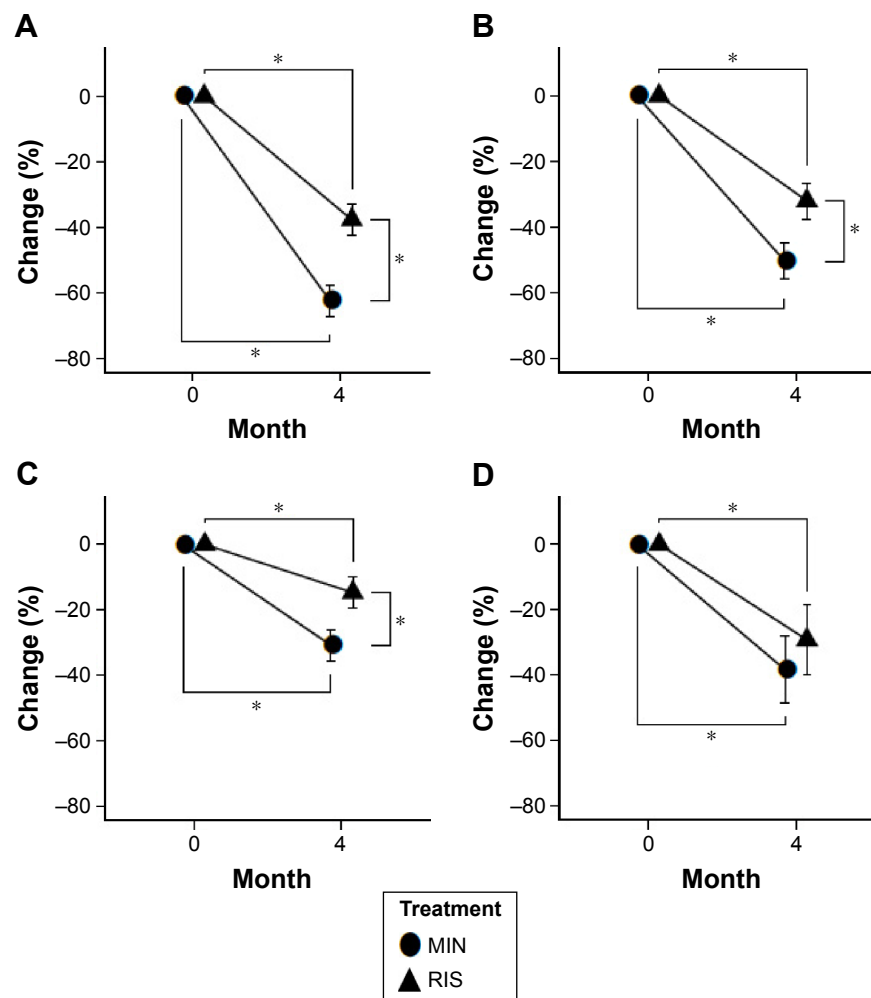 A
*
0
–20
–40
–60
–80
Change (%)
*
*
0
4
Month
B
*
0
–20
–40
–60
–80
Change (%)
*
*
0
4
Month
C
*
0
–20
–40
–60
–80
Change (%)
*
*
0
4
Month
D
*
0
–20
–40
–60
–80
Change (%)
*
0
4
Month
Treatment
MIN
RIS